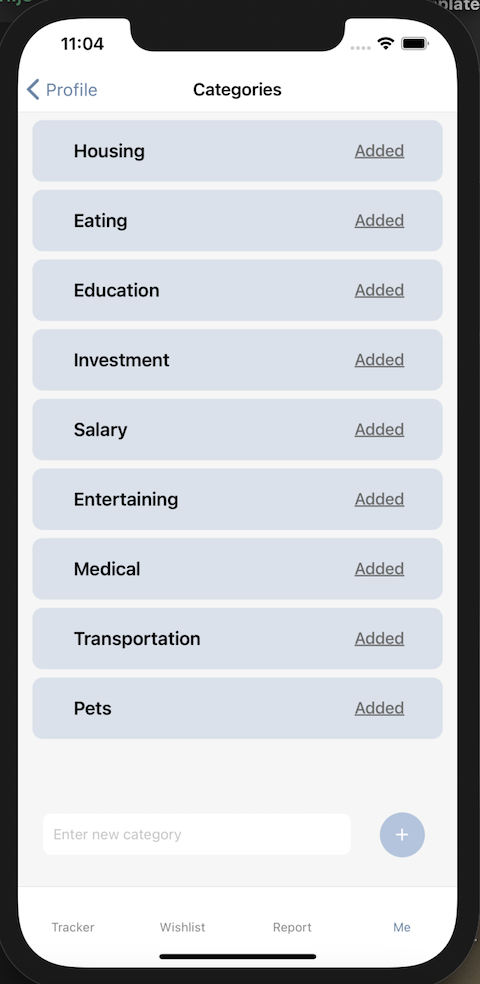 plate
11:04
Profile
Categories
Housing Added
Eating Added
Education Added
Investment Added
Salary Added
Entertaining Added
Medical Added
Transportation Added
Pets Added
Enter new category +
Tracker Wishlist Report Me